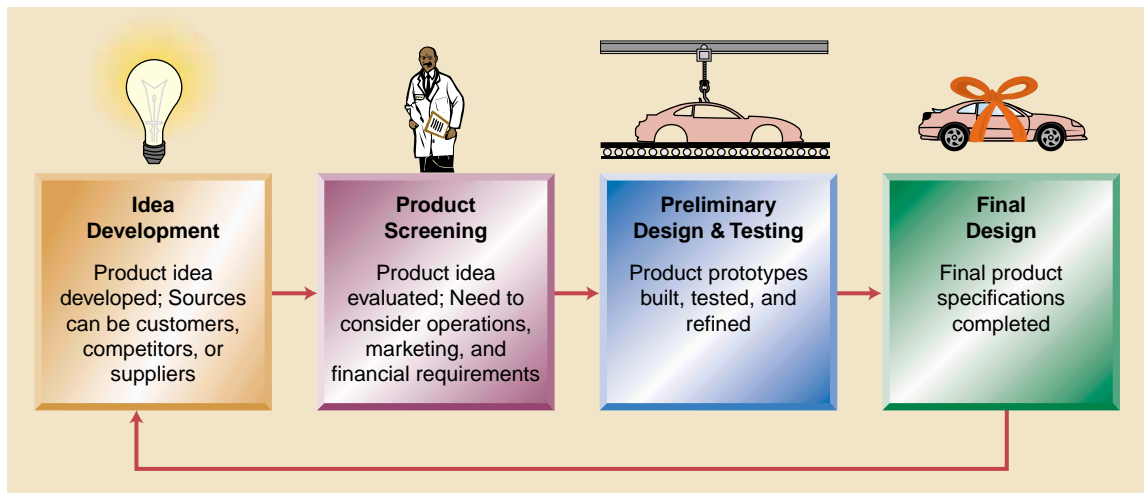 Idea
Development
Product idea
developed; Sources
can be customers,
competitors, or
suppliers
Product
Screening
Product idea
evaluated; Need to
consider operations,
marketing, and
financial requirements
Preliminary
Design & Testing
Product prototypes
built, tested, and
refined
Final
Design
Final product
specifications
completed